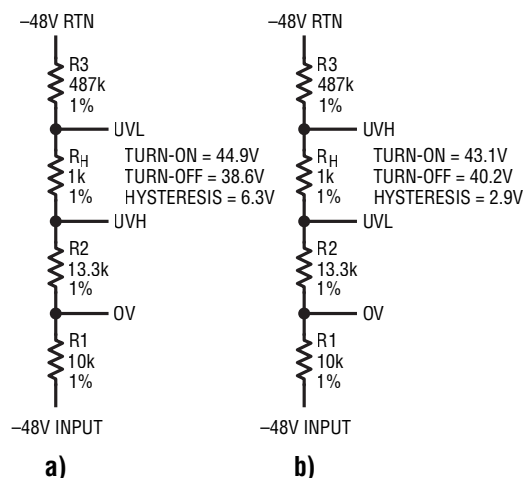 –48V RTN
R3
487k
1%
UVL
RH
1k
1%
TURN-ON = 44.9V
TURN-OFF = 38.6V
HYSTERESIS = 6.3V
UVH
R2
13.3k
1%
OV
R1
10k
1%
–48V INPUT
a)
–48V RTN
R3
487k
1%
UVH
RH
1k
1%
TURN-ON = 43.1V
TURN-OFF = 40.2V
HYSTERESIS = 2.9V
UVL
R2
13.3k
1%
OV
R1
10k
1%
–48V INPUT
b)